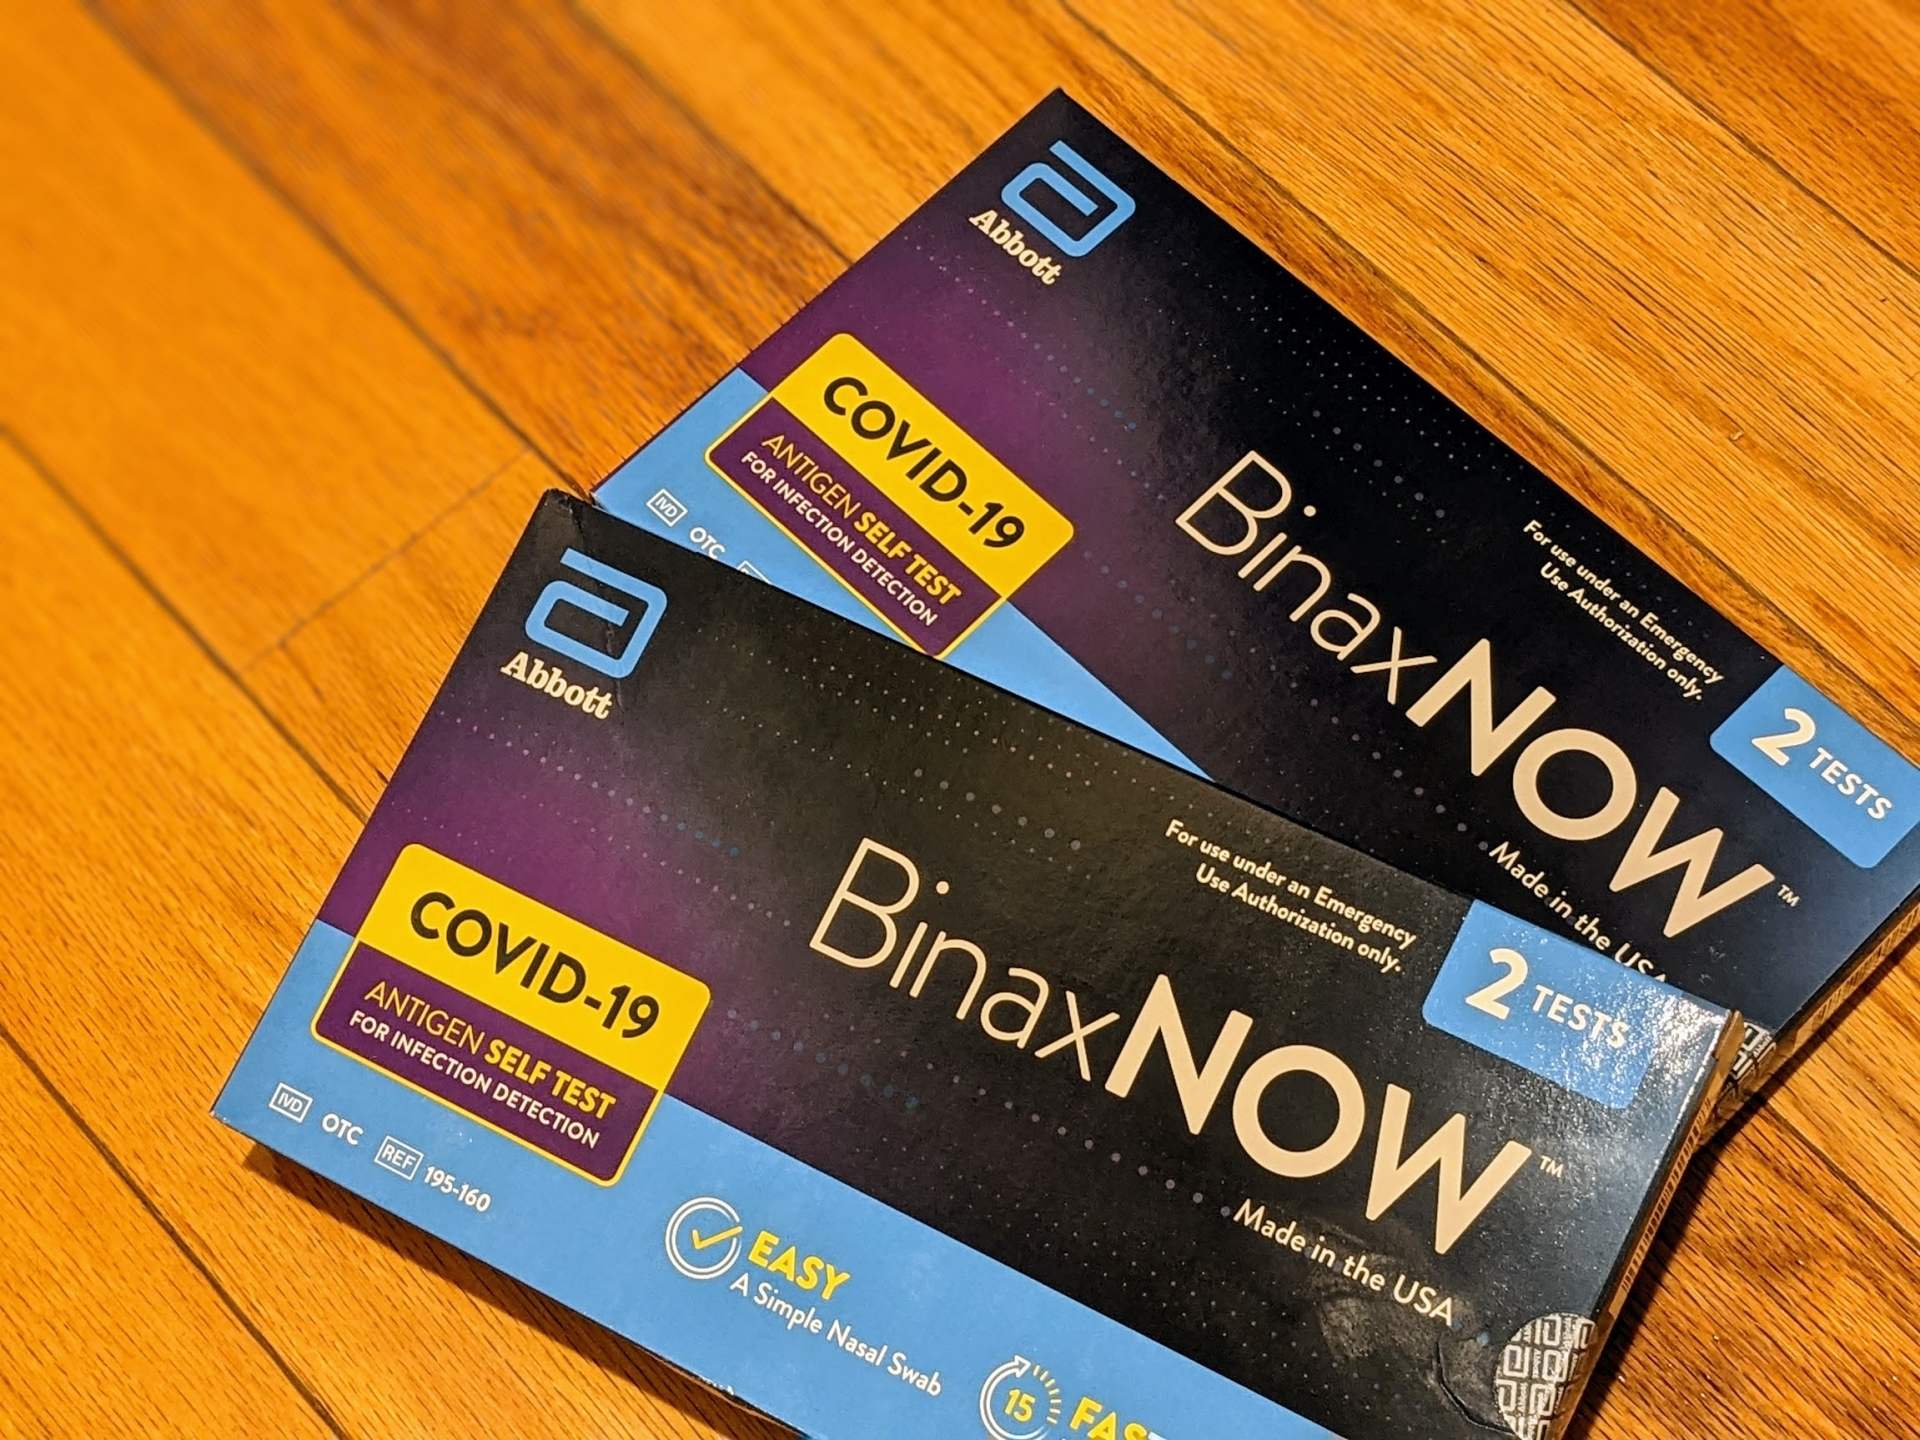 Abbott
COVID-19
ANTIGEN SELF TEST
FOR INFECTION DETECTION
IVD OTC
BinaxNOW™
For use under an Emergency
Use Authorization only.
2 TESTS
Made in the USA
Abbott
COVID-19
ANTIGEN SELF TEST
FOR INFECTION DETECTION
IVD OTC REF 195-160
BinaxNOW™
For use under an Emergency
Use Authorization only.
2 TESTS
Made in the USA
EASY
A Simple Nasal Swab
15